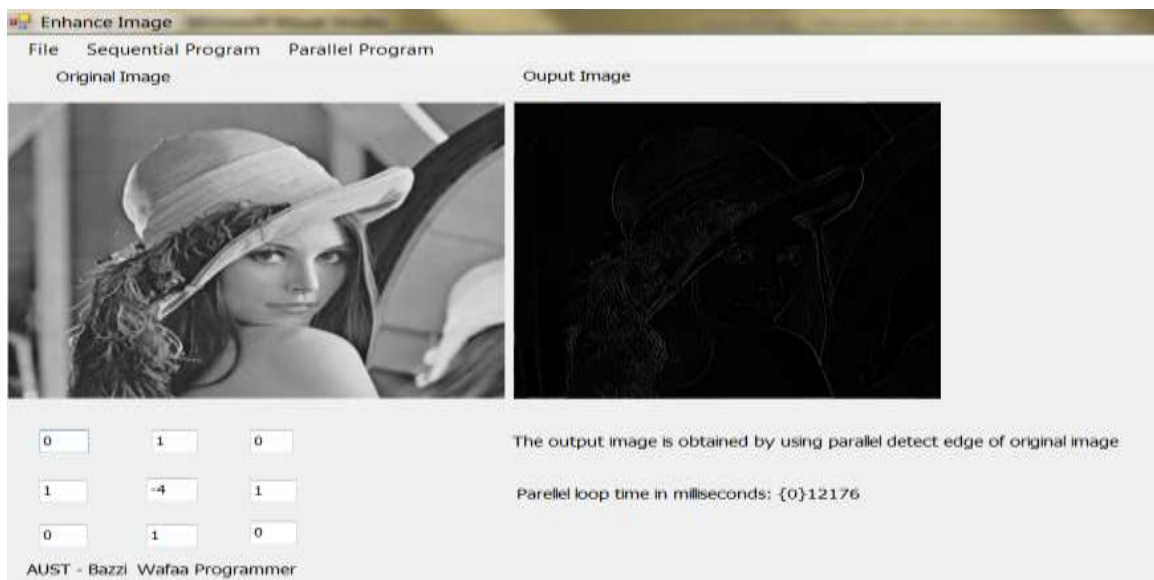 Enhance Image
File Sequential Program Parallel Program
Original Image Ouput Image
0 1 0
The output image is obtained by using parallel detect edge of original image
1 -4 1
Parellel loop time in milliseconds: {0}12176
0 1 0
AUST - Bazzi Wafaa Programmer